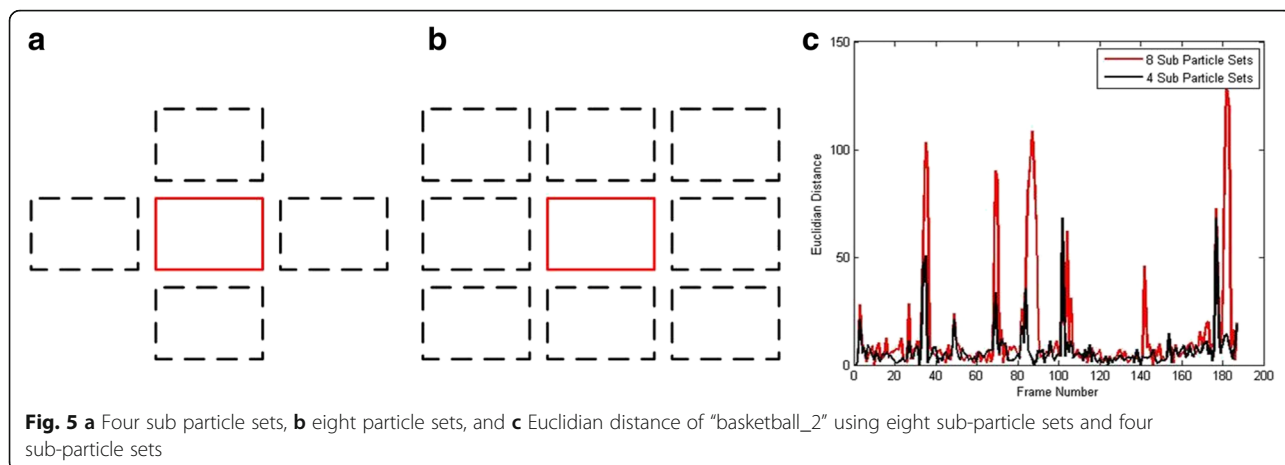 a
b
c
150
100
50
0
Euclidian Distance
8 Sub Particle Sets
4 Sub Particle Sets
0 20 40 60 80 100 120 140 160 180 200
Frame Number
Fig. 5 a Four sub particle sets, b eight particle sets, and c Euclidian distance of “basketball_2” using eight sub-particle sets and four
sub-particle sets